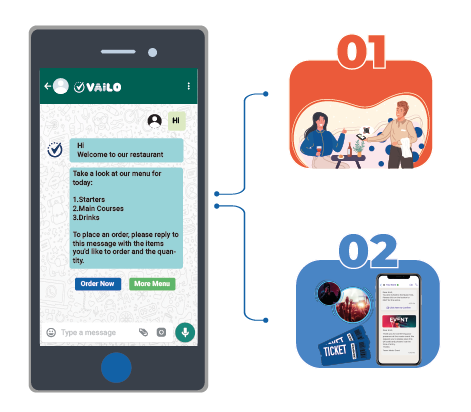 VAiLO
Hi
Hi
Welcome to our restaurant
Take a look at our menu for
today:
1.Starters
2.Main Courses
3.Drinks
To place an order, please reply to
this message with the items
you'd like to order and the quan-
tity.
Order Now
More Menu
Type a message
01
02
EVENT
TICKET